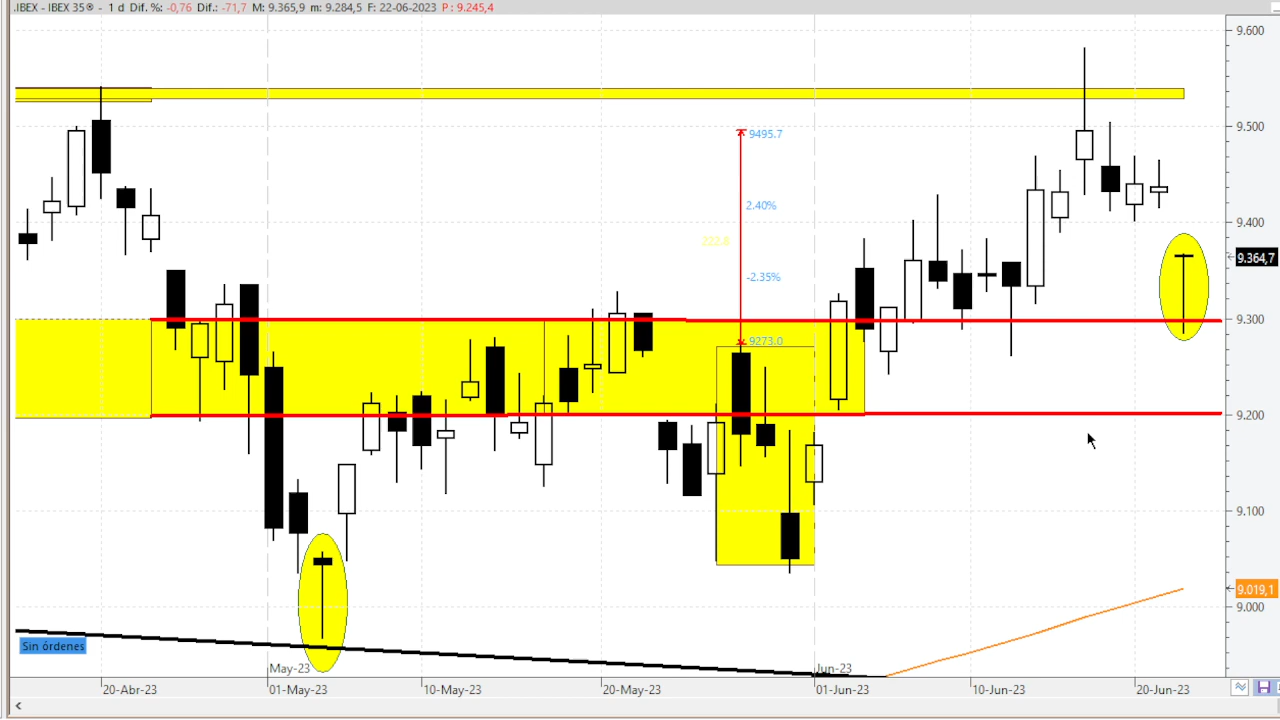 .IBEX - IBEX 35® - 1 d Dif. %: -0,76 Dif.: -71,7 M: 9.365,9 m: 9.284,5 F: 22-06-2023 P : 9.245,4
9.600
9495.7
9.500
2.40%
222.8
9.400
9.364,7
-2.35%
9.300
9273.0
9.200
9.100
9.019,1
9.000
Sin órdenes
May-23
Jun-23
20-Abr-23
01-May-23
10-May-23
20-May-23
01-Jun-23
10-Jun-23
20-Jun-23